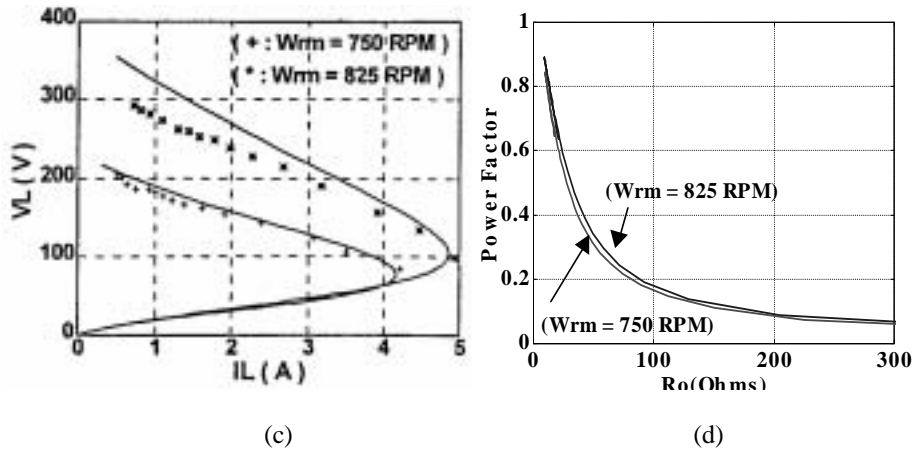 400
300
200
100
0
VL ( V )
( + : Wrm = 750 RPM )
( * : Wrm = 825 RPM )
1
2
3
4
5
IL ( A )
(c)
1
0.8
0.6
0.4
0.2
0
Power Factor
(Wrm = 825 RPM)
(Wrm = 750 RPM)
0
100
200
300
Ro(Ohms)
(d)